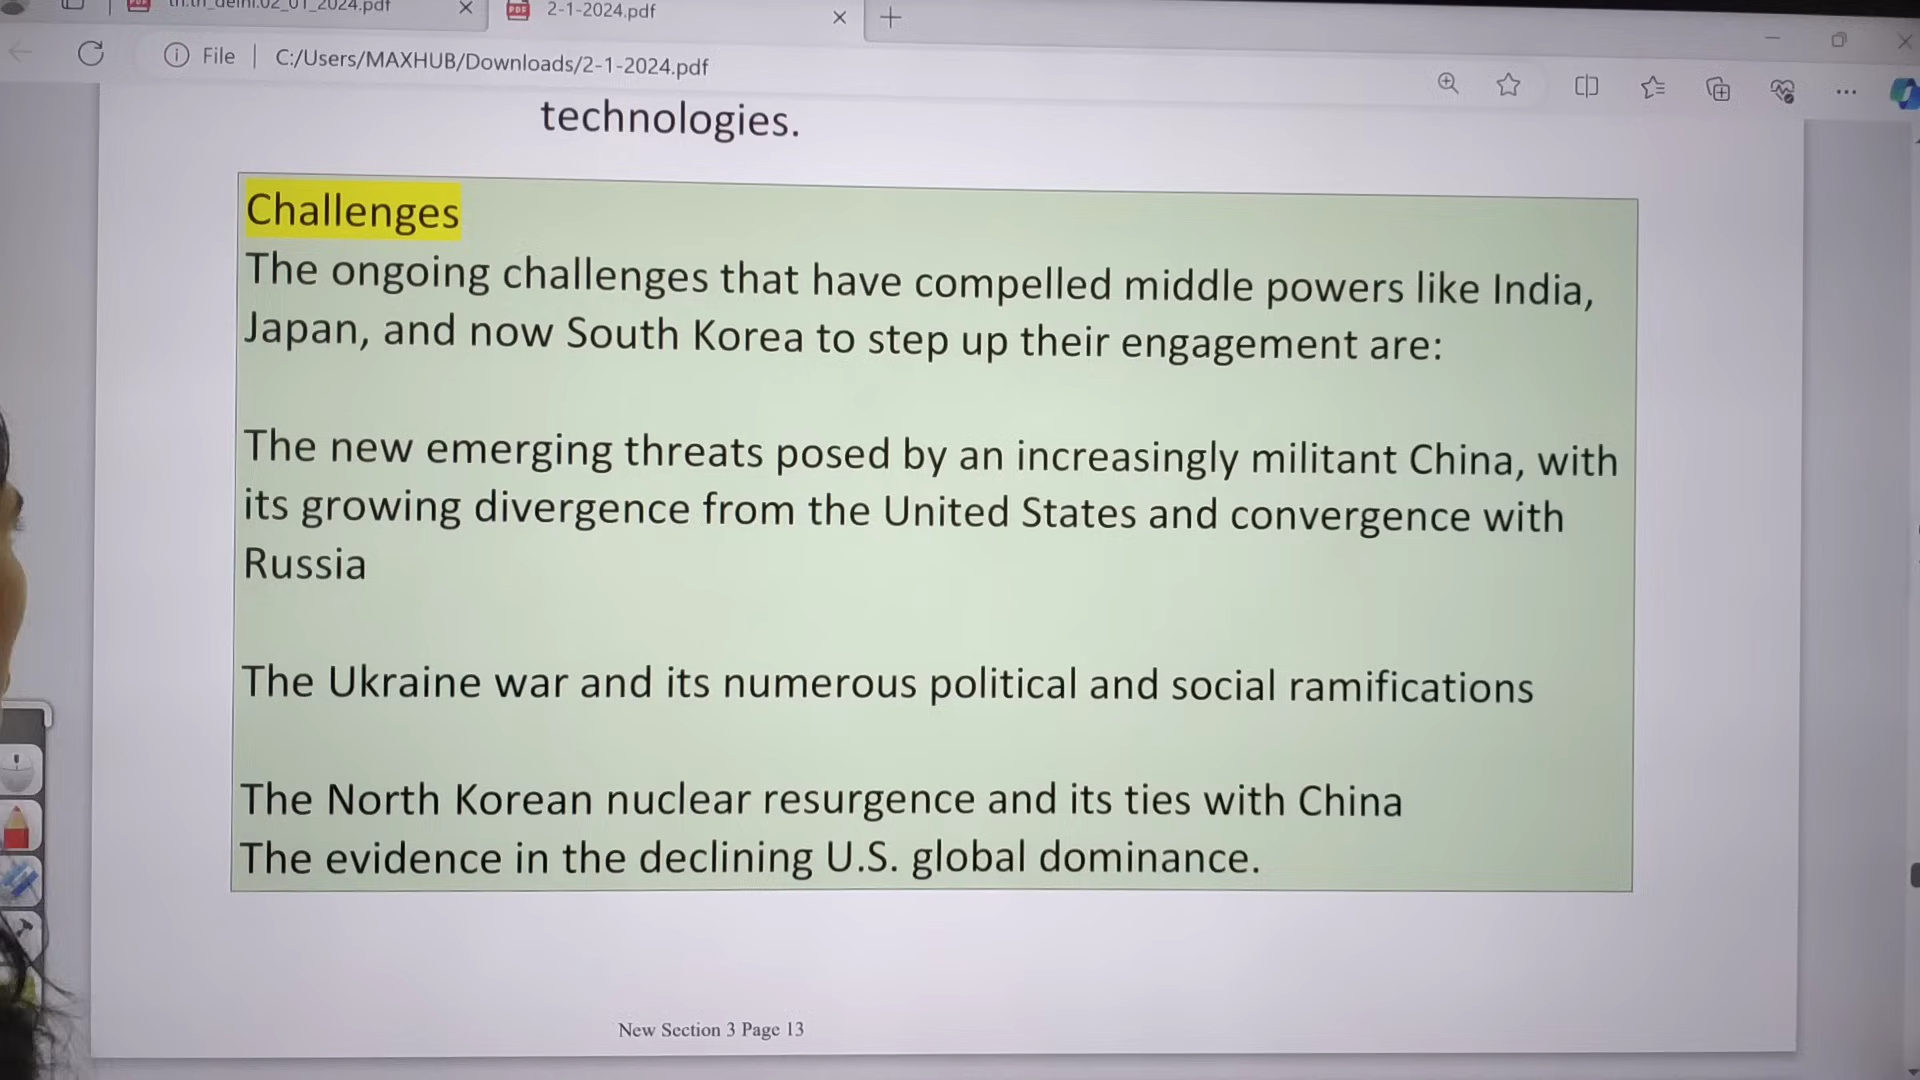 2-1-2024.pdf
File
C:/Users/MAXHUB/Downloads/2-1-2024.pdf
technologies.
Challenges
The ongoing challenges that have compelled middle powers like India,
Japan, and now South Korea to step up their engagement are:
The new emerging threats posed by an increasingly militant China, with
its growing divergence from the United States and convergence with
Russia
The Ukraine war and its numerous political and social ramifications
The North Korean nuclear resurgence and its ties with China
The evidence in the declining U.S. global dominance.
New Section 3 Page 13